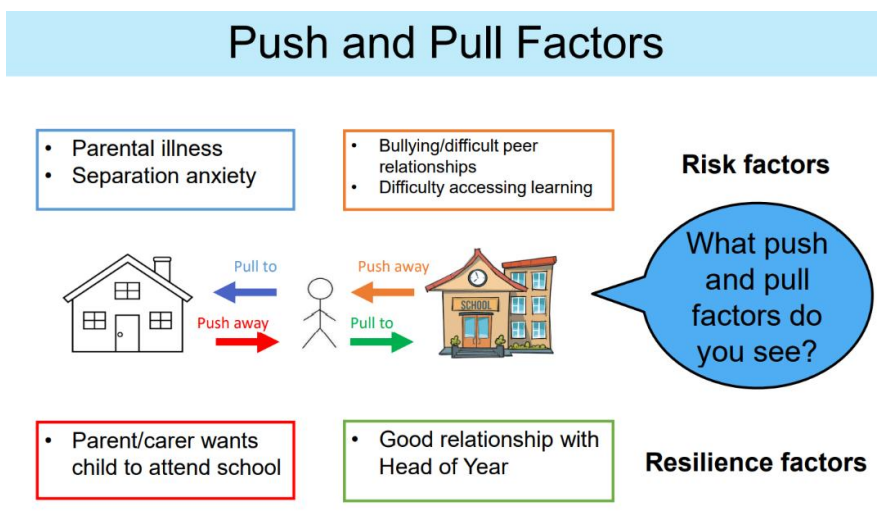 Push and Pull Factors
• Parental illness
• Separation anxiety
• Bullying/difficult peer
relationships
• Difficulty accessing learning
Risk factors
What push
and pull
factors do
you see?
Pull to
Push away
Push away
Pull to
SCHOOL
• Parent/carer wants
child to attend school
• Good relationship with
Head of Year
Resilience factors